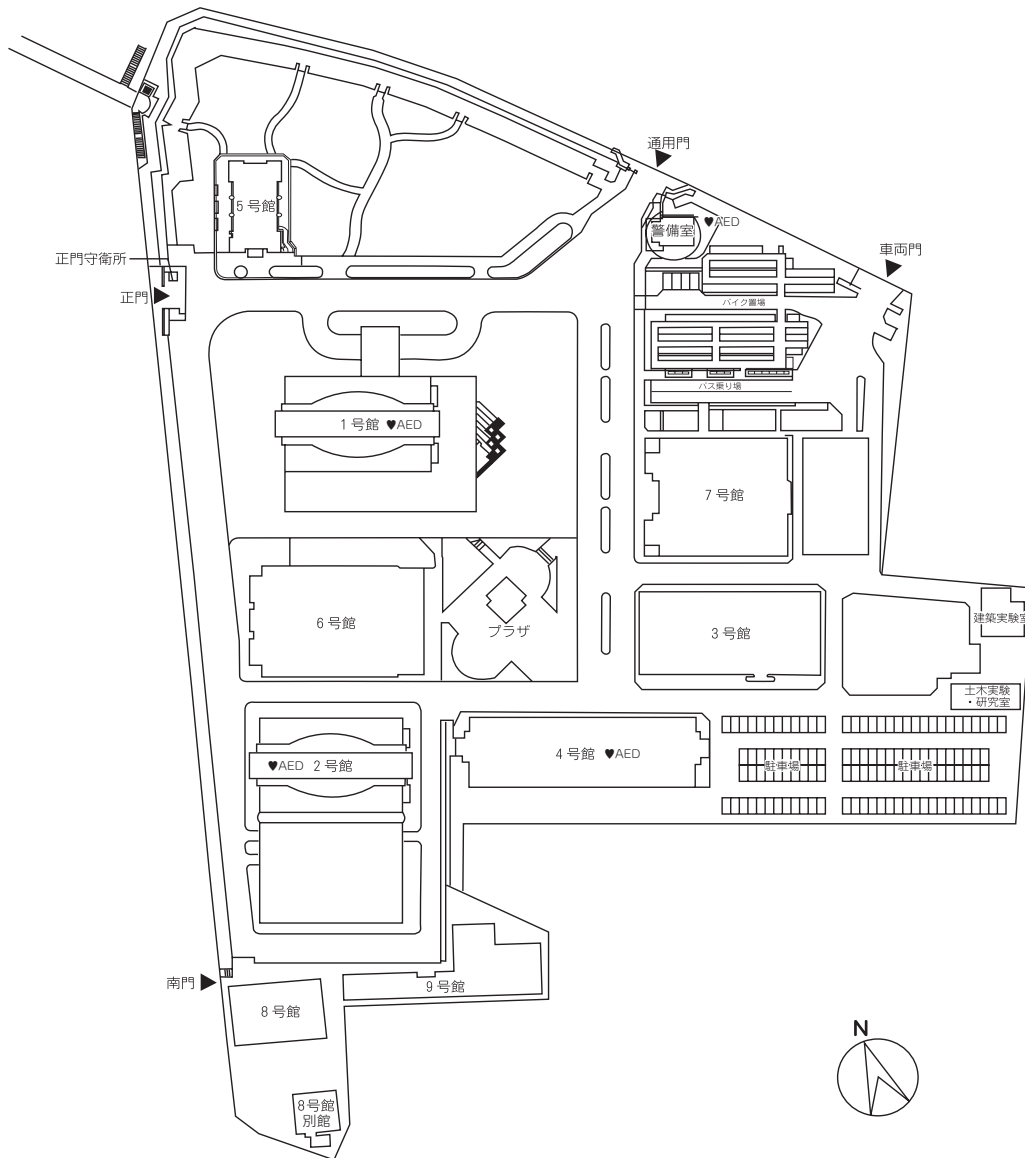 通用門
♥AED
警備室
5号館
車両門
正門守衛所
正門
バイク置場
バス乗り場
1号館 ♥AED
7号館
6号館
プラザ
3号館
建築実験室
土木実験
・研究室
♥AED 2号館
4号館 ♥AED
駐車場
駐車場
南門
9号館
8号館
N
8号館
別館